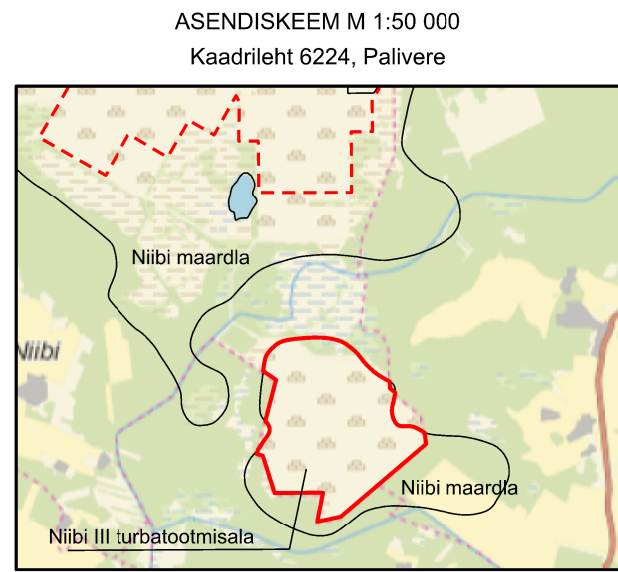 ASENDISKEEM M 1:50 000
Kaadrileht 6224, Palivere
Niibi maardla
Niibi
Niibi maardla
Niibi III turbatootmisala